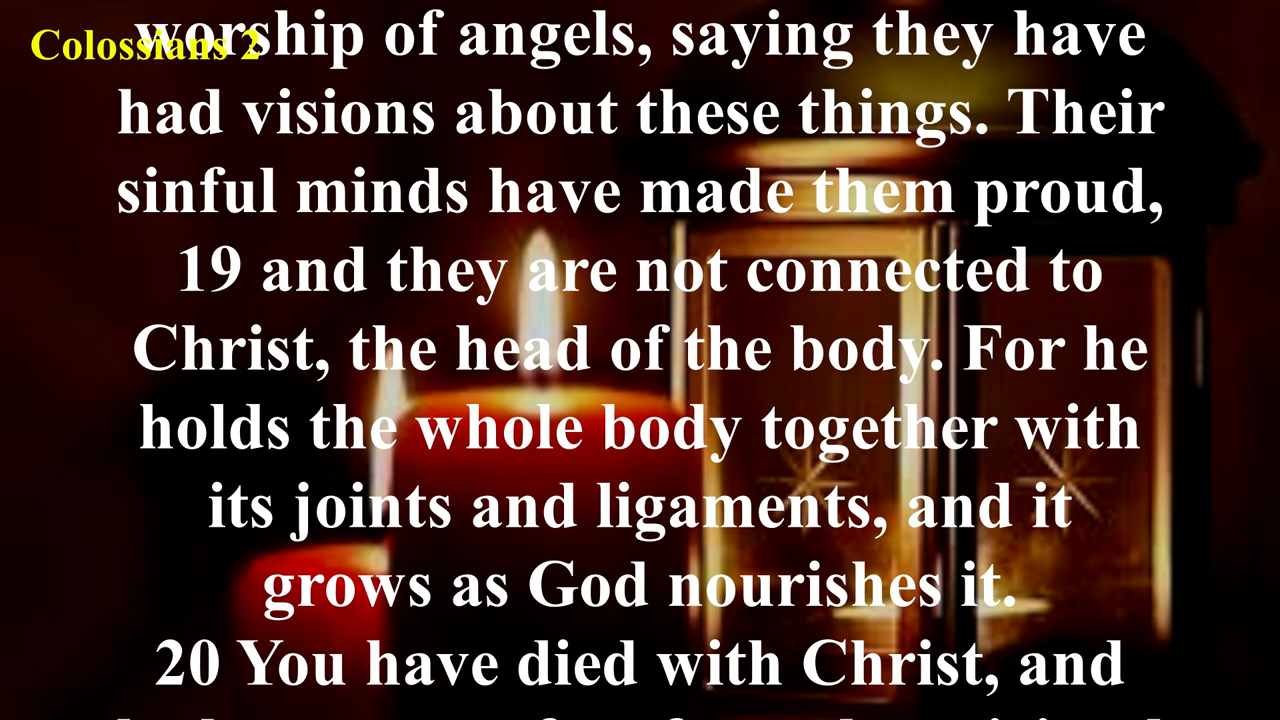 Colossians 2
worship of angels, saying they have
had visions about these things. Their
sinful minds have made them proud,
19 and they are not connected to
Christ, the head of the body. For he
holds the whole body together with
its joints and ligaments, and it
grows as God nourishes it.
20 You have died with Christ, and